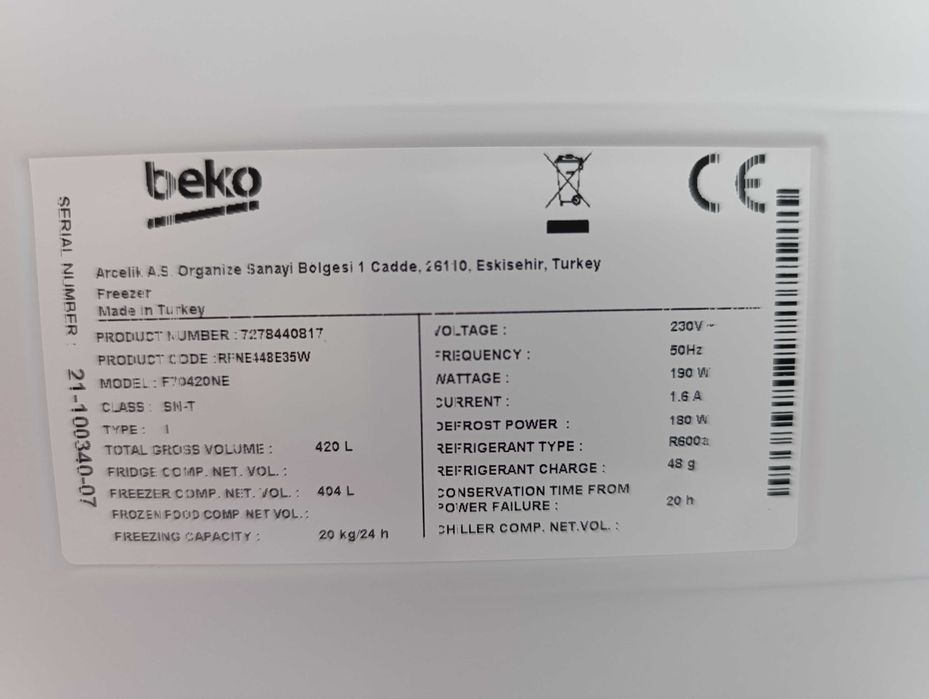 beko
CE
SERIAL NUMBER : 21-100340-07
Arcelik A.S. Organize Sanayi Bolgesi 1 Cadde, 26110, Eskisehir, Turkey
Freezer
Made in Turkey
PRODUCT NUMBER : 7278440817
PRODUCT CODE : RFNE448E35W
MODEL : F70420NE
CLASS : SN-T
TYPE : I
TOTAL GROSS VOLUME : 420 L
FRIDGE COMP. NET. VOL. :
FREEZER COMP. NET. VOL. : 404 L
FROZEN FOOD COMP NET VOL. :
FREEZING CAPACITY : 20 kg/24 h
VOLTAGE : 230V ~
FREQUENCY : 50Hz
WATTAGE : 190 W
CURRENT : 1.6 A
DEFROST POWER : 180 W
REFRIGERANT TYPE : R600a
REFRIGERANT CHARGE : 48 g
CONSERVATION TIME FROM
POWER FAILURE : 20 h
CHILLER COMP. NET.VOL. :